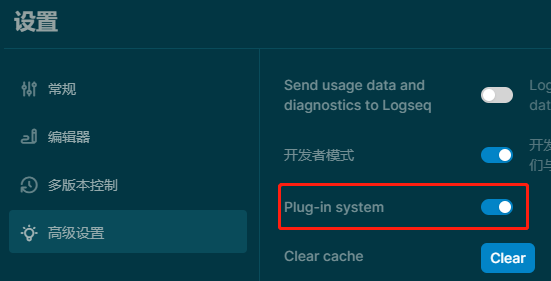 设置
常规
编辑器
多版本控制
高级设置
Send usage data and
diagnostics to Logseq
Log
dat
开发者模式
开发
们与
Plug-in system
Clear cache
Clear